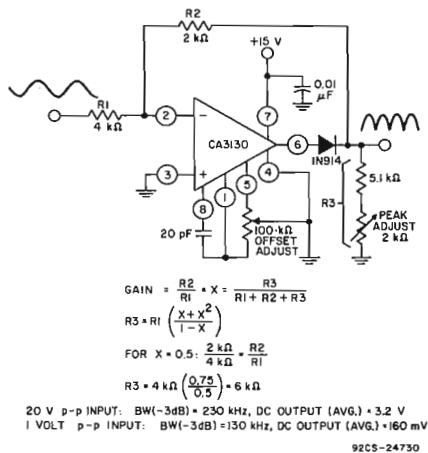 R2
2 kΩ
+15 V
0.01
μF
R1
4 kΩ
2
−
7
CA3130
6
1N914
3
+
8
1
5
4
5.1 kΩ
R3
PEAK
ADJUST
2 kΩ
20 pF
100-kΩ
OFFSET
ADJUST
GAIN = R2/R1 = X = R3/(R1 + R2 + R3)
R3 = R1 ((X + X²)/(1 − X))
FOR X = 0.5: 2 kΩ/4 kΩ = R2/R1
R3 = 4 kΩ (0.75/0.5) = 6 kΩ
20 V p-p INPUT: BW(-3dB) = 230 kHz, DC OUTPUT (AVG.) = 3.2 V
1 VOLT p-p INPUT: BW(-3dB) = 130 kHz, DC OUTPUT (AVG.) = 160 mV
92CS-24730